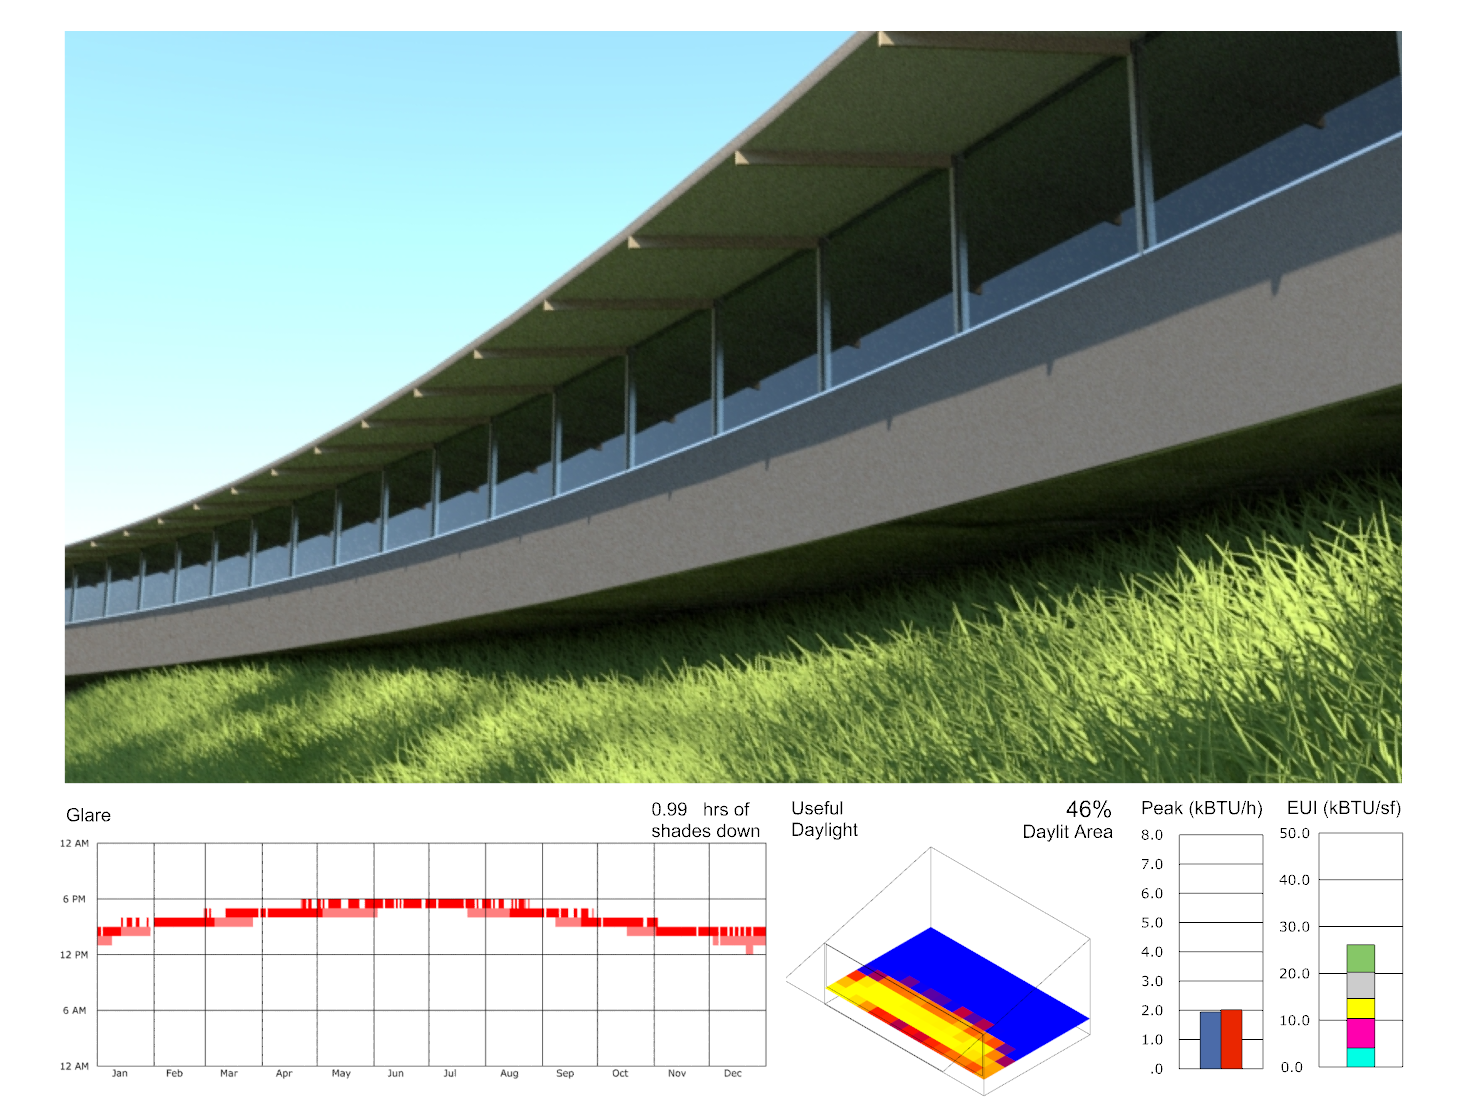 Glare
0.99 hrs of
shades down
12 AM
6 PM
12 PM
6 AM
12 AM
Jan Feb Mar Apr May Jun Jul Aug Sep Oct Nov Dec
Useful
Daylight
46%
Daylit Area
Peak (kBTU/h)
8.0
7.0
6.0
5.0
4.0
3.0
2.0
1.0
.0
EUI (kBTU/sf)
50.0
40.0
30.0
20.0
10.0
0.0